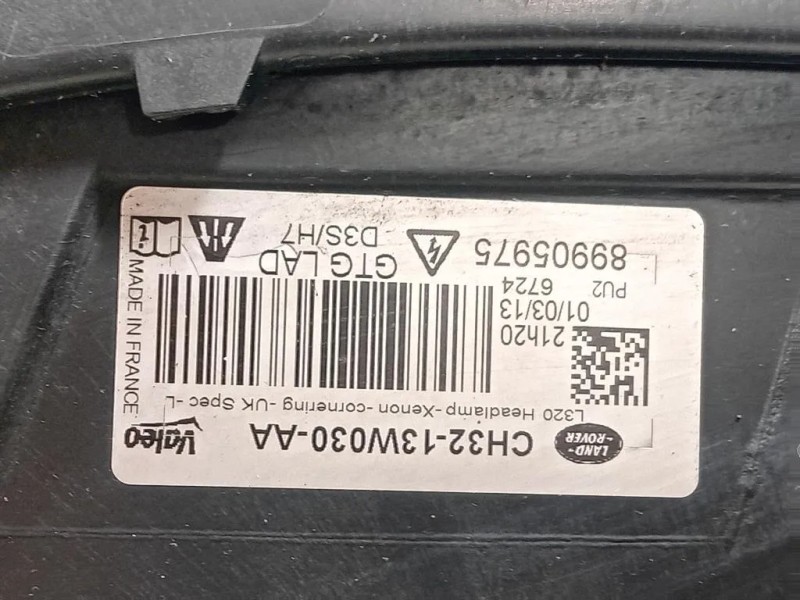 LAND-
ROVER
CH32-13W030-AA
Valeo
L320 Headlamp -Xenon -cornering -UK Spec -L
21h20
01/03/13
6724
PU2
GTG LAD
D3S/H7
89905975
MADE IN FRANCE